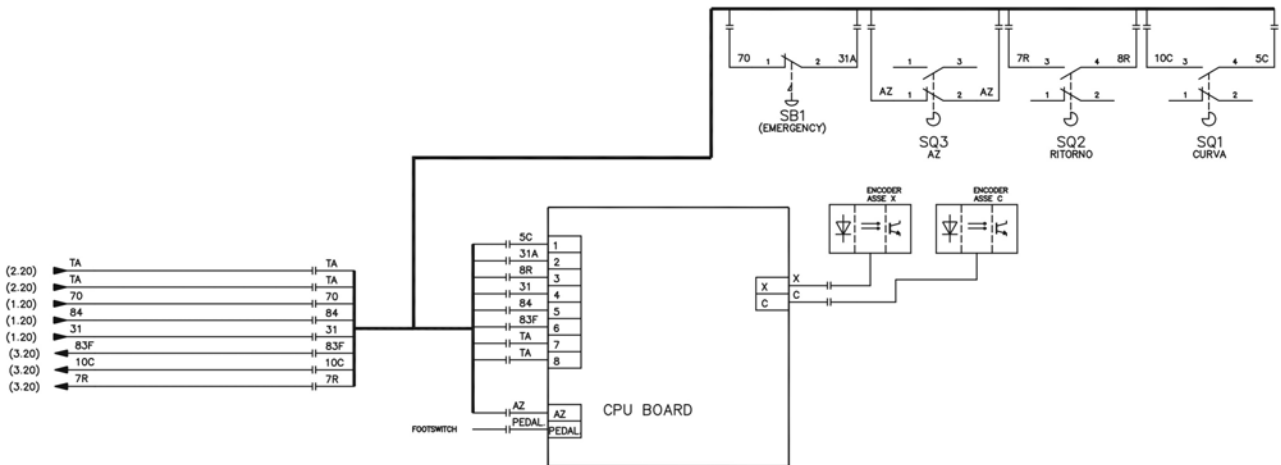 70 1 2 31A
SB1
(EMERGENCY)
1 3
AZ 1 2 AZ
SQ3
AZ
7R 3 4 8R
1 2
SQ2
RITORNO
10C 3 4 5C
1 2
SQ1
CURVA
ENCODER
ASSE X
ENCODER
ASSE C
(2.20) TA TA
(2.20) TA TA
(1.20) 70 70
(1.20) 84 84
(1.20) 31 31
(3.20) 83F 83F
(3.20) 10C 10C
(3.20) 7R 7R
5C 1
31A 2
8R 3
31 4
84 5
83F 6
TA 7
TA 8
X X
C C
AZ AZ
FOOTSWITCH PEDAL. PEDAL.
CPU BOARD